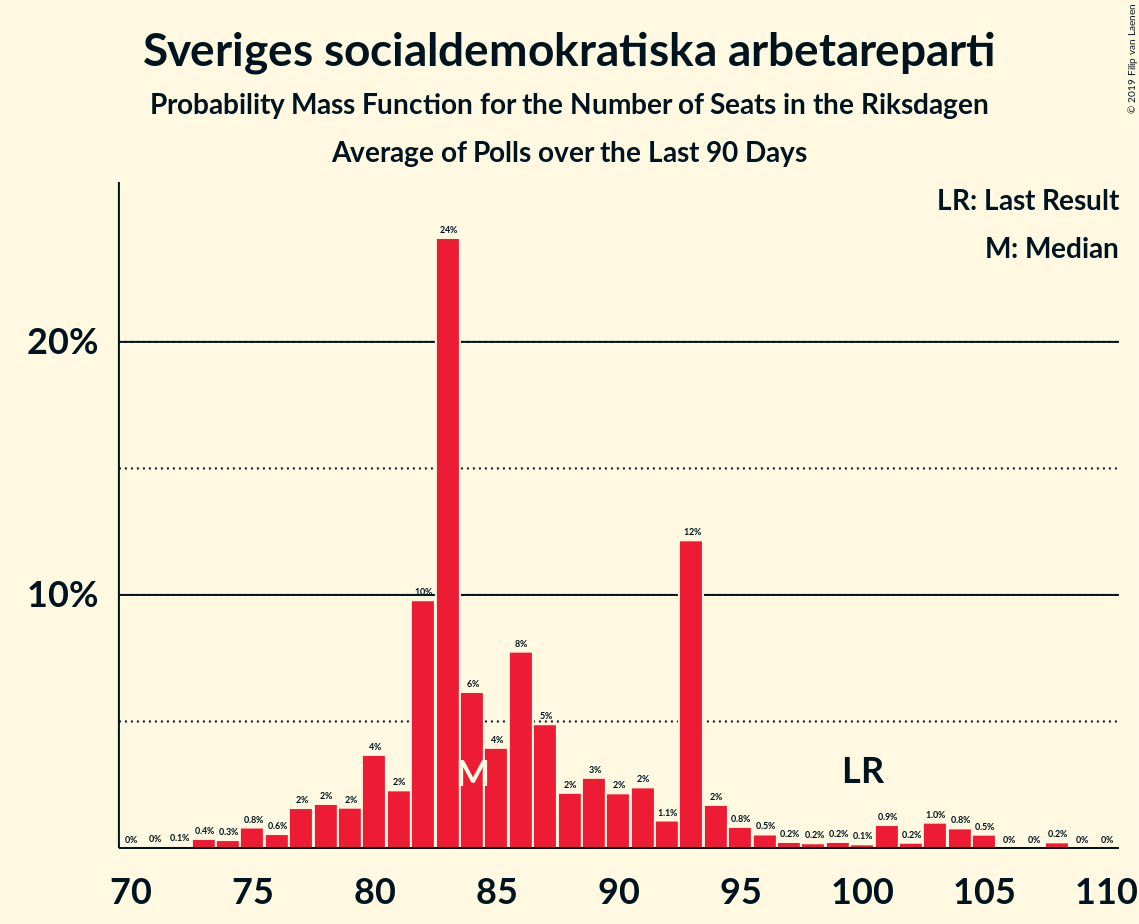 Sveriges socialdemokratiska arbetareparti
Probability Mass Function for the Number of Seats in the Riksdagen
Average of Polls over the Last 90 Days
© 2019 Filip van Laenen
LR: Last Result
M: Median
20%
10%
0% 0% 0.1% 0.4% 0.3% 0.8% 0.6% 2% 2% 2% 4% 2% 10% 24% 6% 4% 8% 5% 2% 3% 2% 2% 1.1% 12% 2% 0.8% 0.5% 0.2% 0.2% 0.2% 0.1% 0.9% 0.2% 1.0% 0.8% 0.5% 0% 0% 0.2% 0% 0%
M
LR
70 75 80 85 90 95 100 105 110